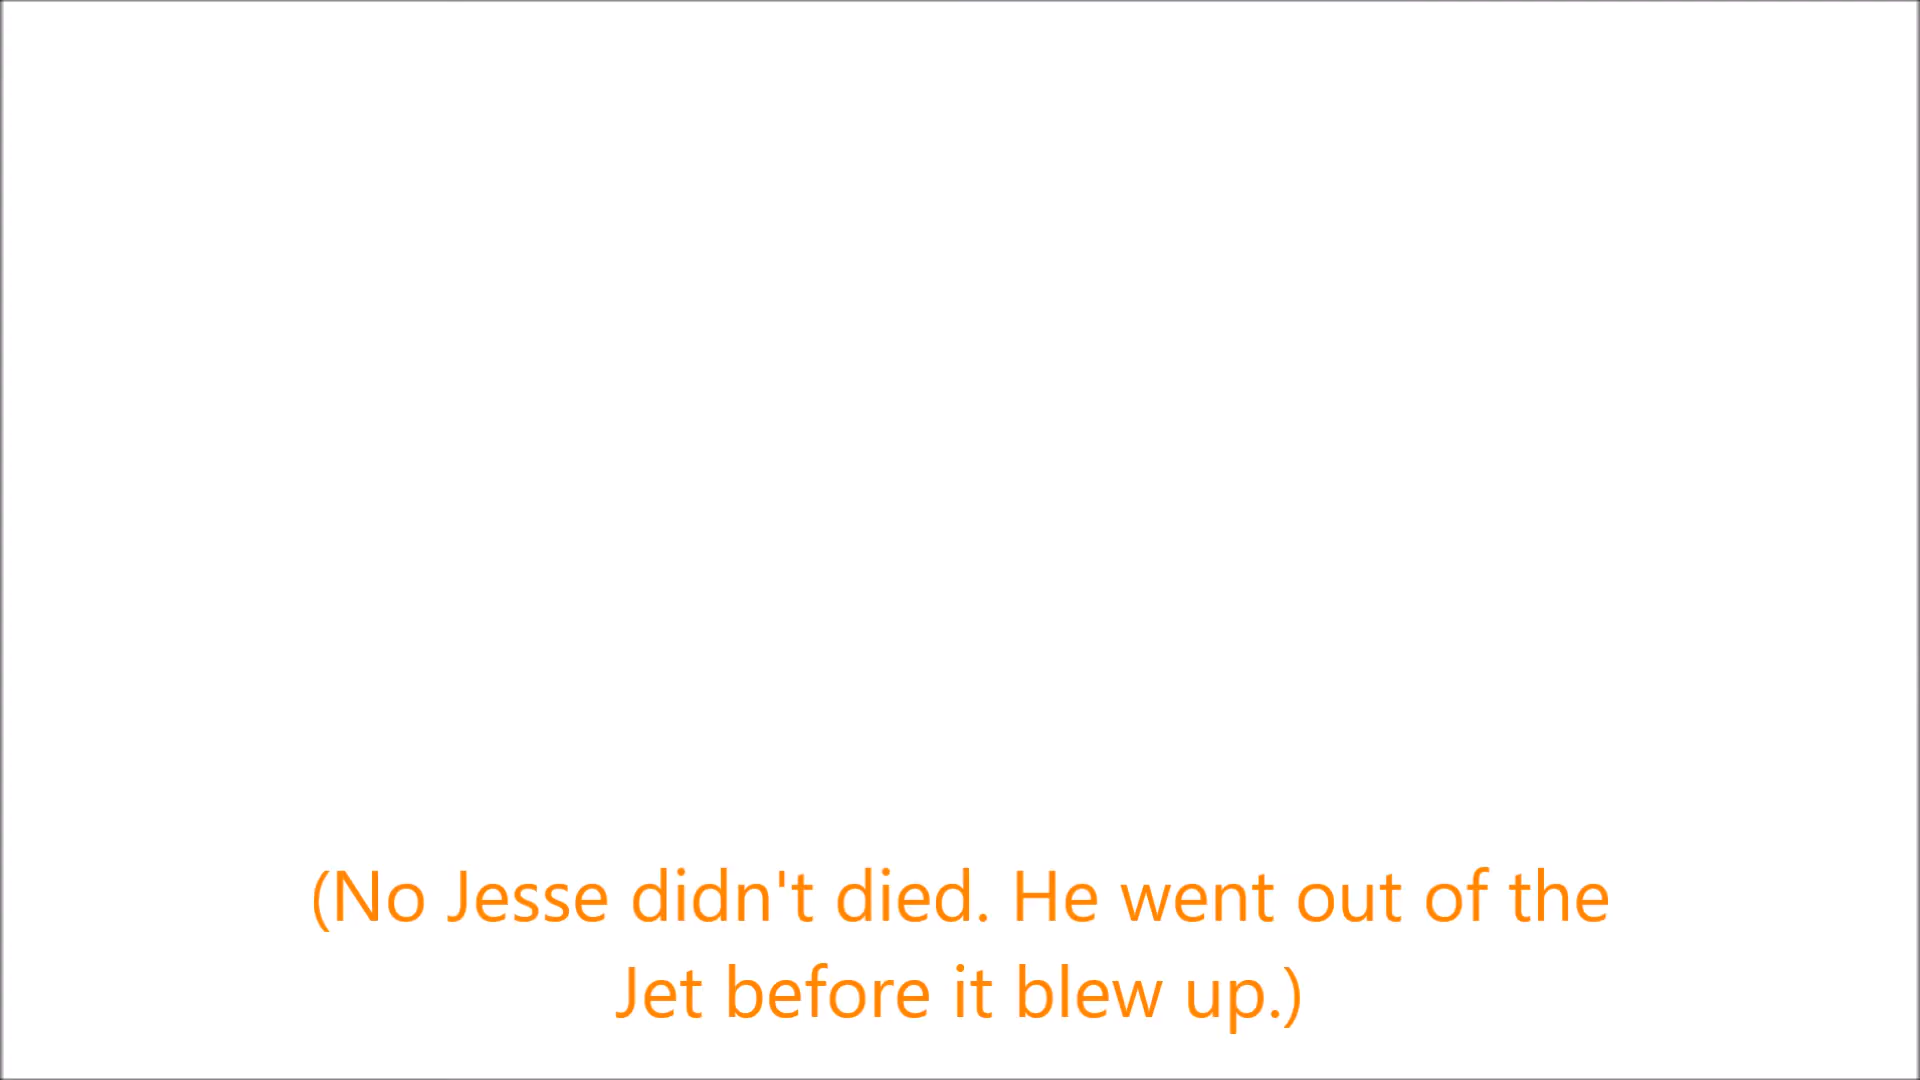 (No Jesse didn't died. He went out of the
Jet before it blew up.)